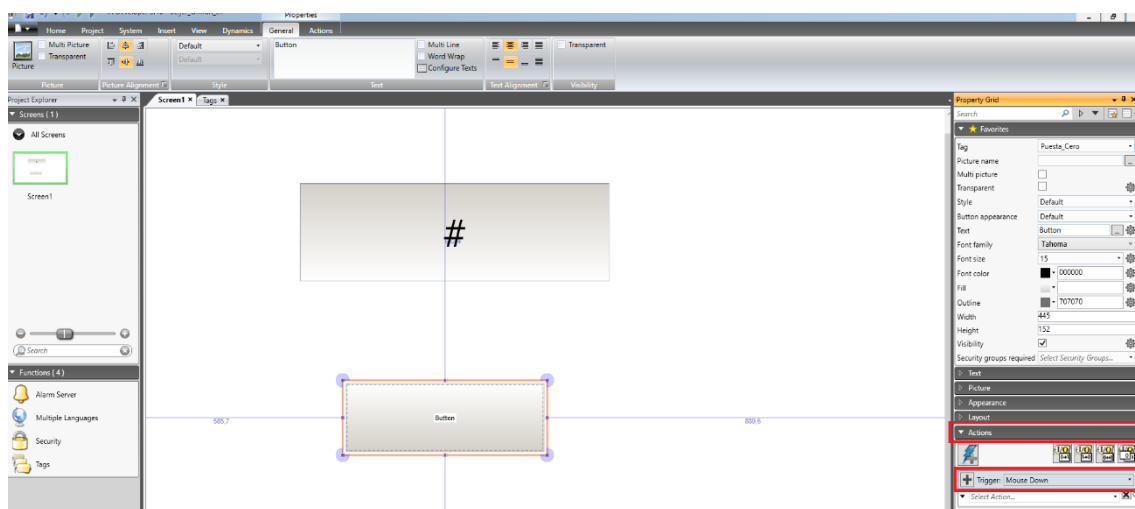 Properties
Home Project System Insert View Dynamics General Actions
Multi Picture
Transparent
Picture
Default
Default
Button
Multi Line
Word Wrap
Configure Texts
Transparent
Picture Picture Alignment Style Text Text Alignment Visibility
Project Explorer
Screens ( 1 )
All Screens
Screen1
Search
Functions ( 4 )
Alarm Server
Multiple Languages
Security
Tags
Screen1 Tags
#
Button
889,6
Property Grid
Search
Favorites
Tag Puesta_Cero
Picture name
Multi picture
Transparent
Style Default
Button appearance Default
Text Button
Font family Tahoma
Font size 15
Font color 000000
Fill
Outline 707070
Width 445
Height 152
Visibility
Security groups required Select Security Groups...
Text
Picture
Appearance
Layout
Actions
Trigger: Mouse Down
Select Action...